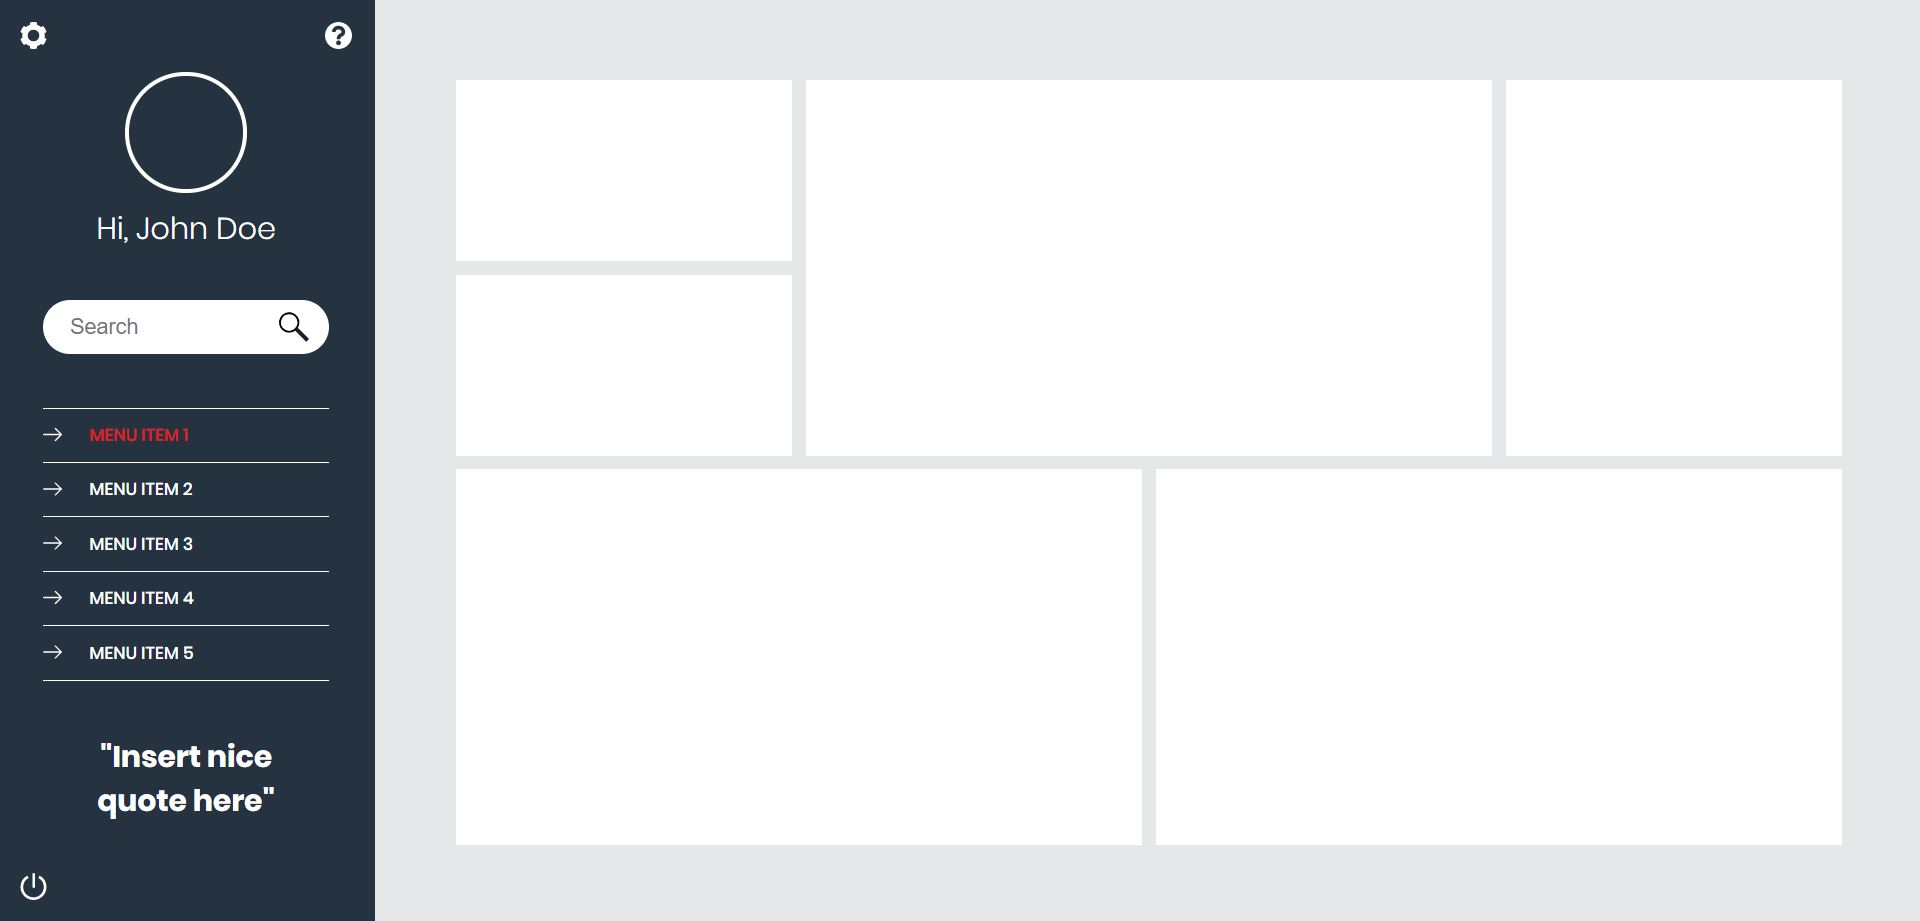 Hi, John Doe
Search
MENU ITEM 1
MENU ITEM 2
MENU ITEM 3
MENU ITEM 4
MENU ITEM 5
"Insert nice
quote here"